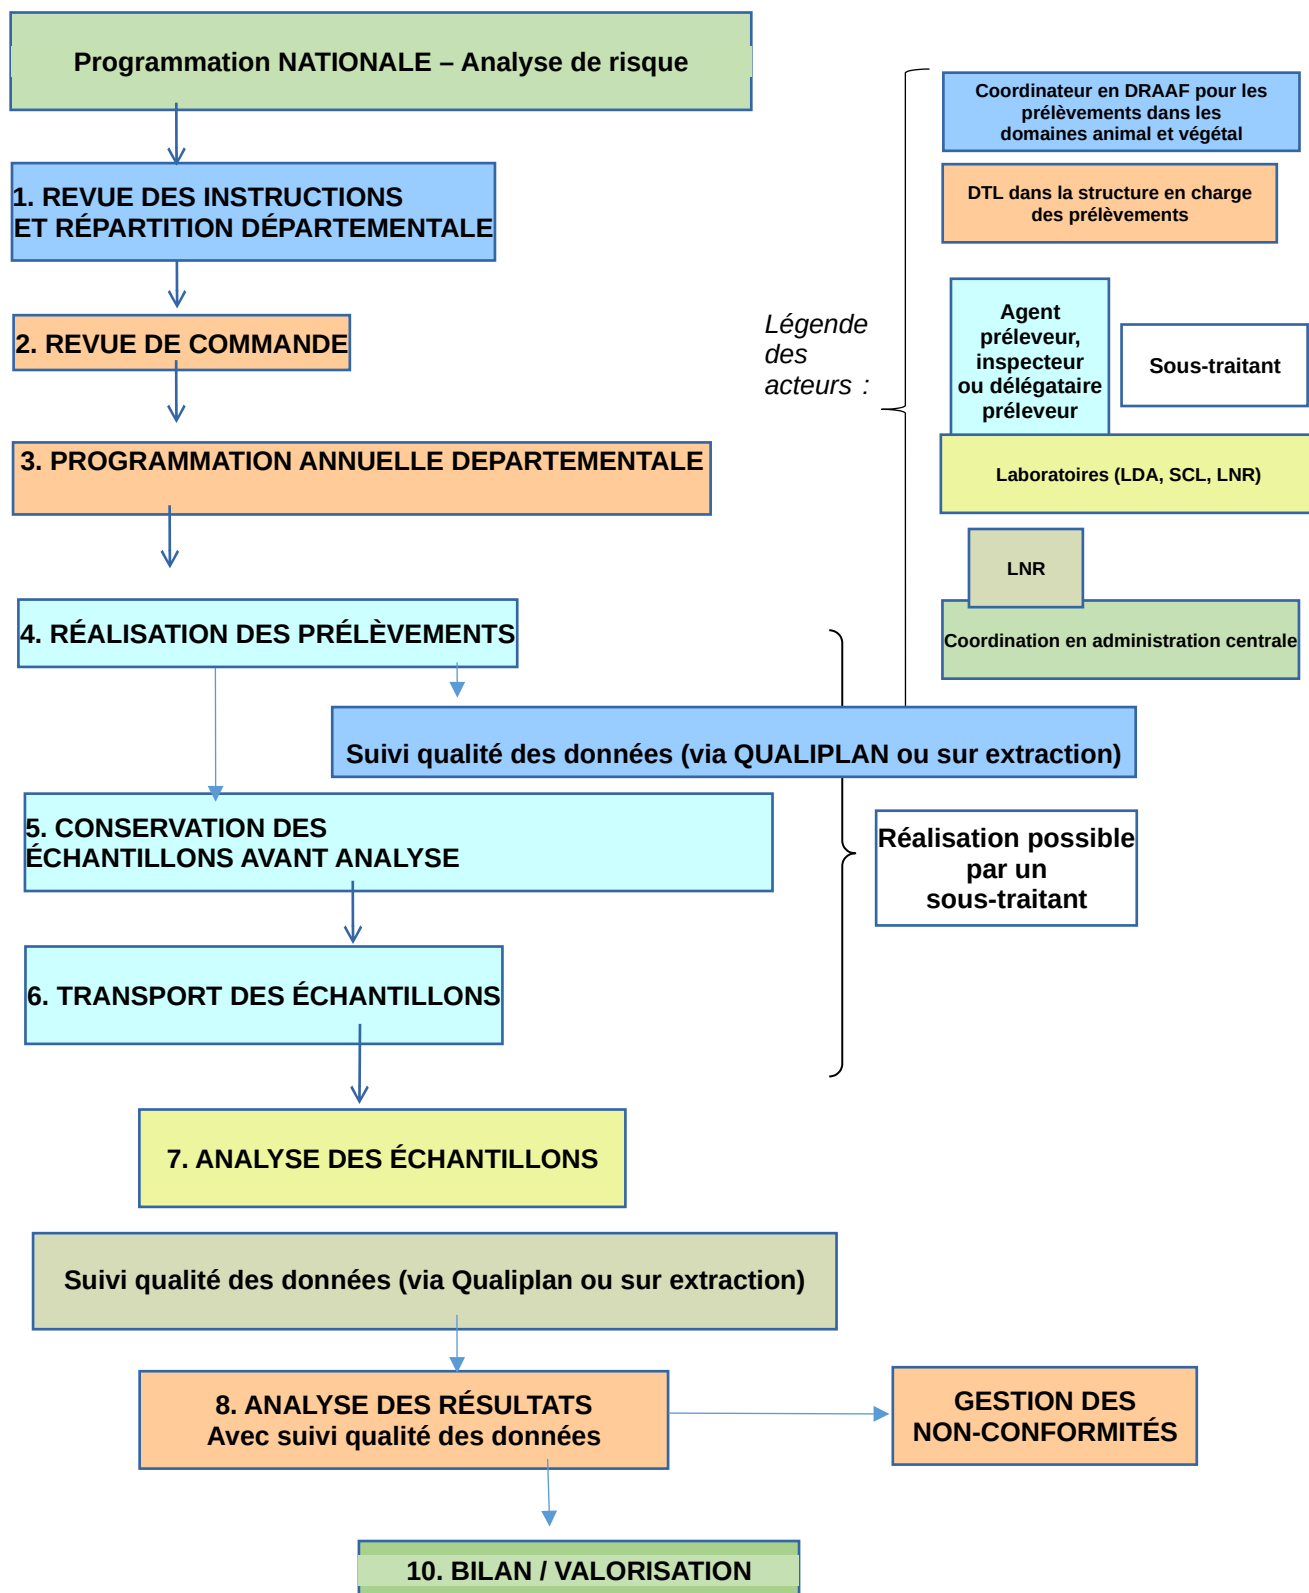 Programmation NATIONALE – Analyse de risque
1. REVUE DES INSTRUCTIONS
ET RÉPARTITION DÉPARTEMENTALE
2. REVUE DE COMMANDE
3. PROGRAMMATION ANNUELLE DEPARTEMENTALE
4. RÉALISATION DES PRÉLÈVEMENTS
Suivi qualité des données (via QUALIPLAN ou sur extraction)
5. CONSERVATION DES
ÉCHANTILLONS AVANT ANALYSE
6. TRANSPORT DES ÉCHANTILLONS
Réalisation possible
par un
sous-traitant
7. ANALYSE DES ÉCHANTILLONS
Suivi qualité des données (via Qualiplan ou sur extraction)
8. ANALYSE DES RÉSULTATS
Avec suivi qualité des données
GESTION DES
NON-CONFORMITÉS
10. BILAN / VALORISATION
Légende
des
acteurs :
Coordinateur en DRAAF pour les
prélèvements dans les
domaines animal et végétal
DTL dans la structure en charge
des prélèvements
Agent
préleveur,
inspecteur
ou délégataire
préleveur
Sous-traitant
Laboratoires (LDA, SCL, LNR)
LNR
Coordination en administration centrale